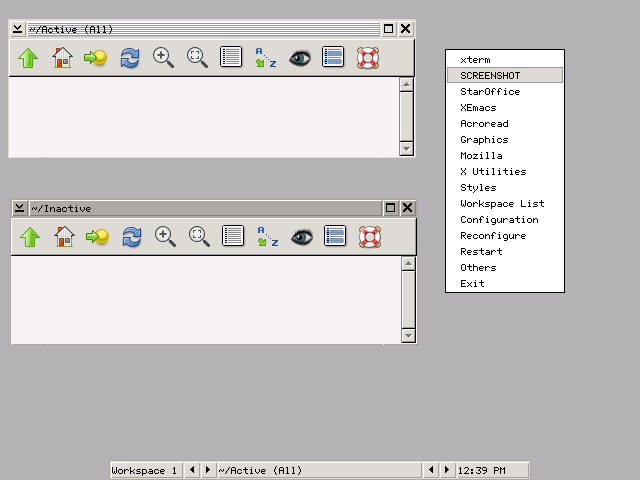 ~/Active (All)
A
Z
xterm
SCREENSHOT
StarOffice
XEmacs
Acroread
Graphics
Mozilla
X Utilities
Styles
Workspace List
Configuration
Reconfigure
Restart
Others
Exit
~/Inactive
A
Z
Workspace 1
~/Active (All)
12:39 PM